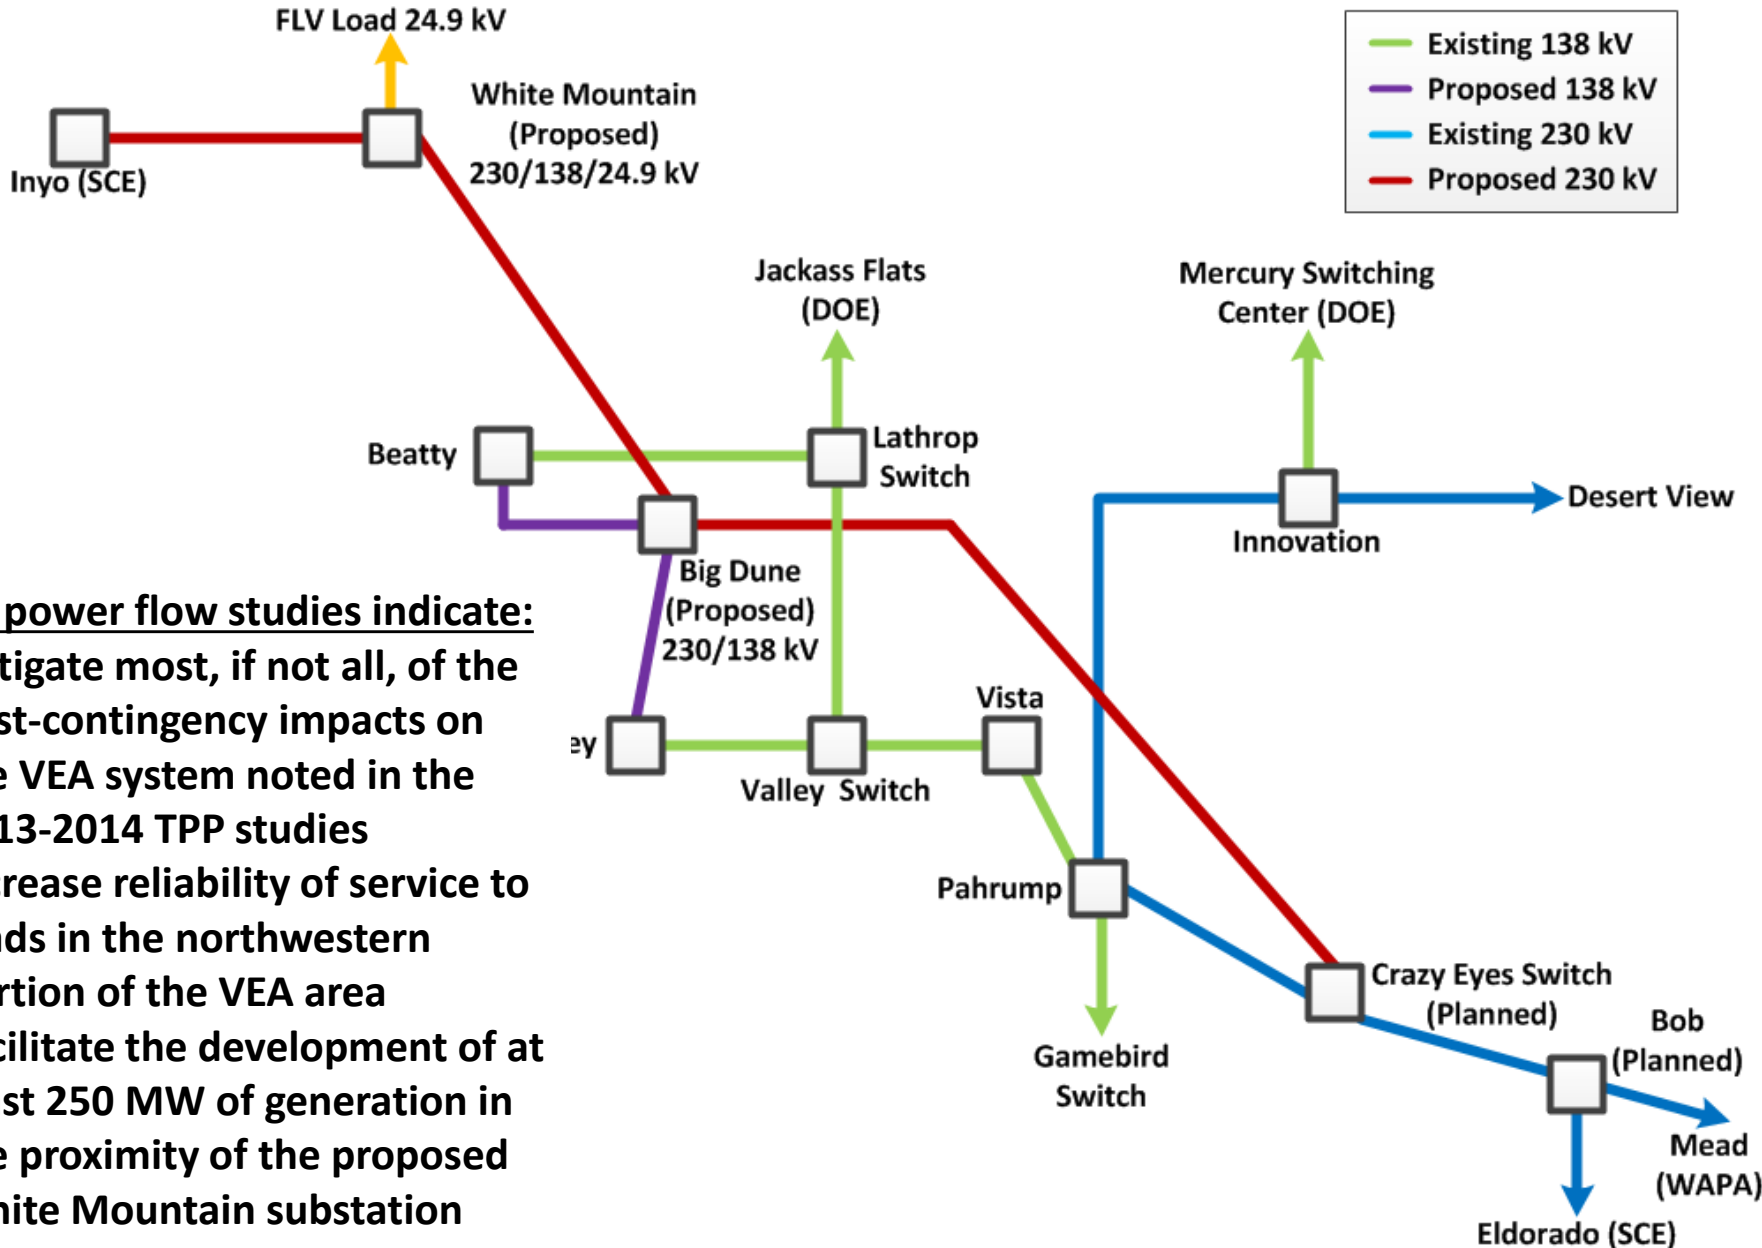 FLV Load 24.9 kV
White Mountain
(Proposed)
230/138/24.9 kV
Inyo (SCE)
Existing 138 kV
Proposed 138 kV
Existing 230 kV
Proposed 230 kV
Jackass Flats
(DOE)
Mercury Switching
Center (DOE)
Beatty
Lathrop
Switch
Desert View
Innovation
Big Dune
(Proposed)
230/138 kV
Vista
ey
Valley Switch
Pahrump
Gamebird
Switch
Crazy Eyes Switch
(Planned)
Bob
(Planned)
Mead
(WAPA)
Eldorado (SCE)
power flow studies indicate:
tigate most, if not all, of the
st-contingency impacts on
e VEA system noted in the
13-2014 TPP studies
crease reliability of service to
ds in the northwestern
rtion of the VEA area
cilitate the development of at
st 250 MW of generation in
e proximity of the proposed
hite Mountain substation